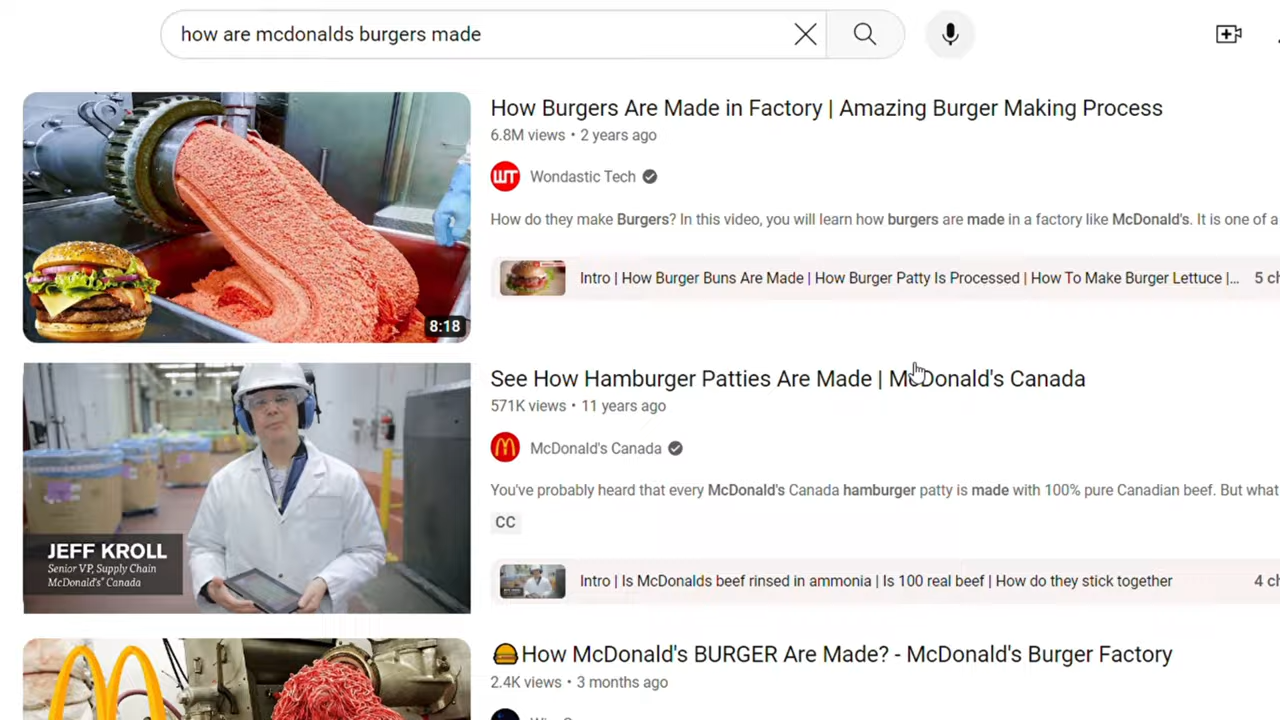 how are mcdonalds burgers made
How Burgers Are Made in Factory | Amazing Burger Making Process
6.8M views • 2 years ago
WT
Wondastic Tech
How do they make Burgers? In this video, you will learn how burgers are made in a factory like McDonald's. It is one of a
Intro | How Burger Buns Are Made | How Burger Patty Is Processed | How To Make Burger Lettuce |...
5 ch
8:18
See How Hamburger Patties Are Made | McDonald's Canada
571K views • 11 years ago
McDonald's Canada
You've probably heard that every McDonald's Canada hamburger patty is made with 100% pure Canadian beef. But what
CC
JEFF KROLL
Senior VP, Supply Chain
McDonald's® Canada
Intro | Is McDonalds beef rinsed in ammonia | Is 100 real beef | How do they stick together
4 ch
🍔How McDonald's BURGER Are Made? - McDonald's Burger Factory
2.4K views • 3 months ago